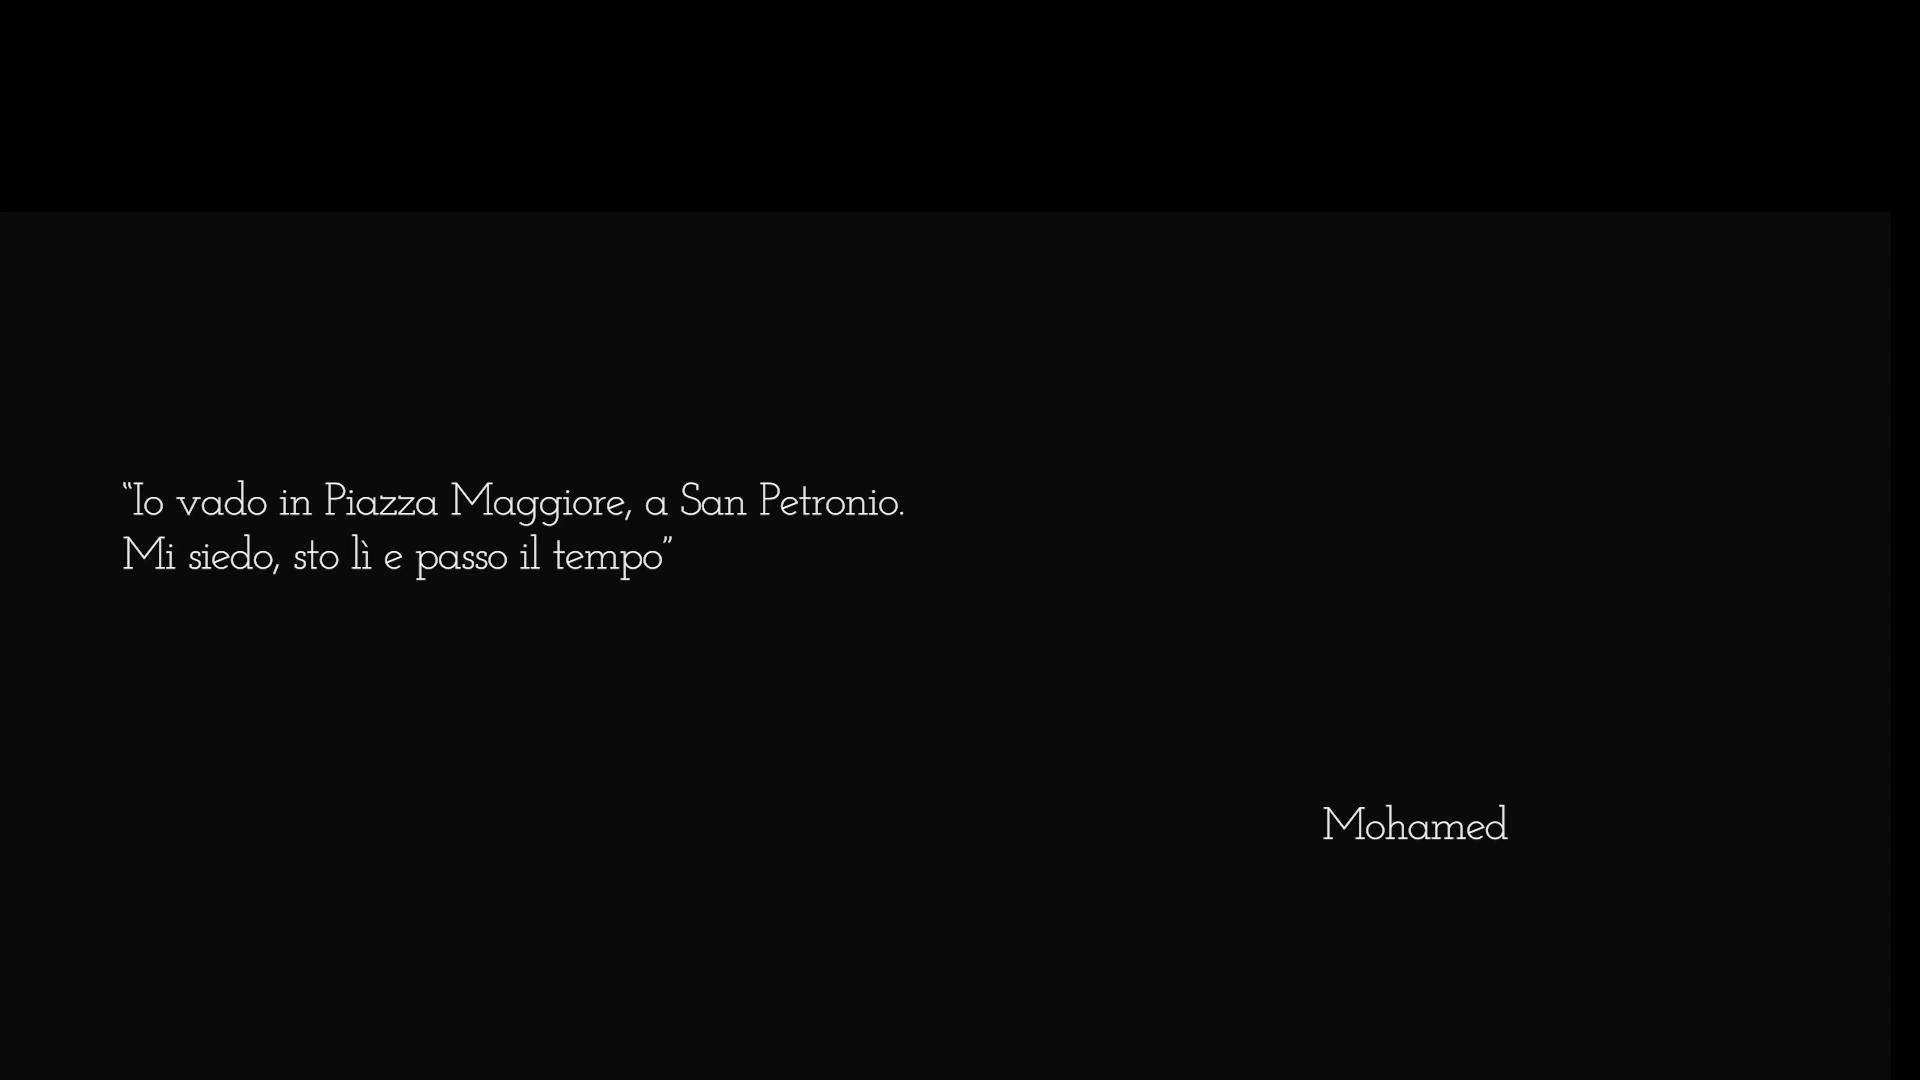 “Io vado in Piazza Maggiore, a San Petronio.
Mi siedo, sto lì e passo il tempo”
Mohamed